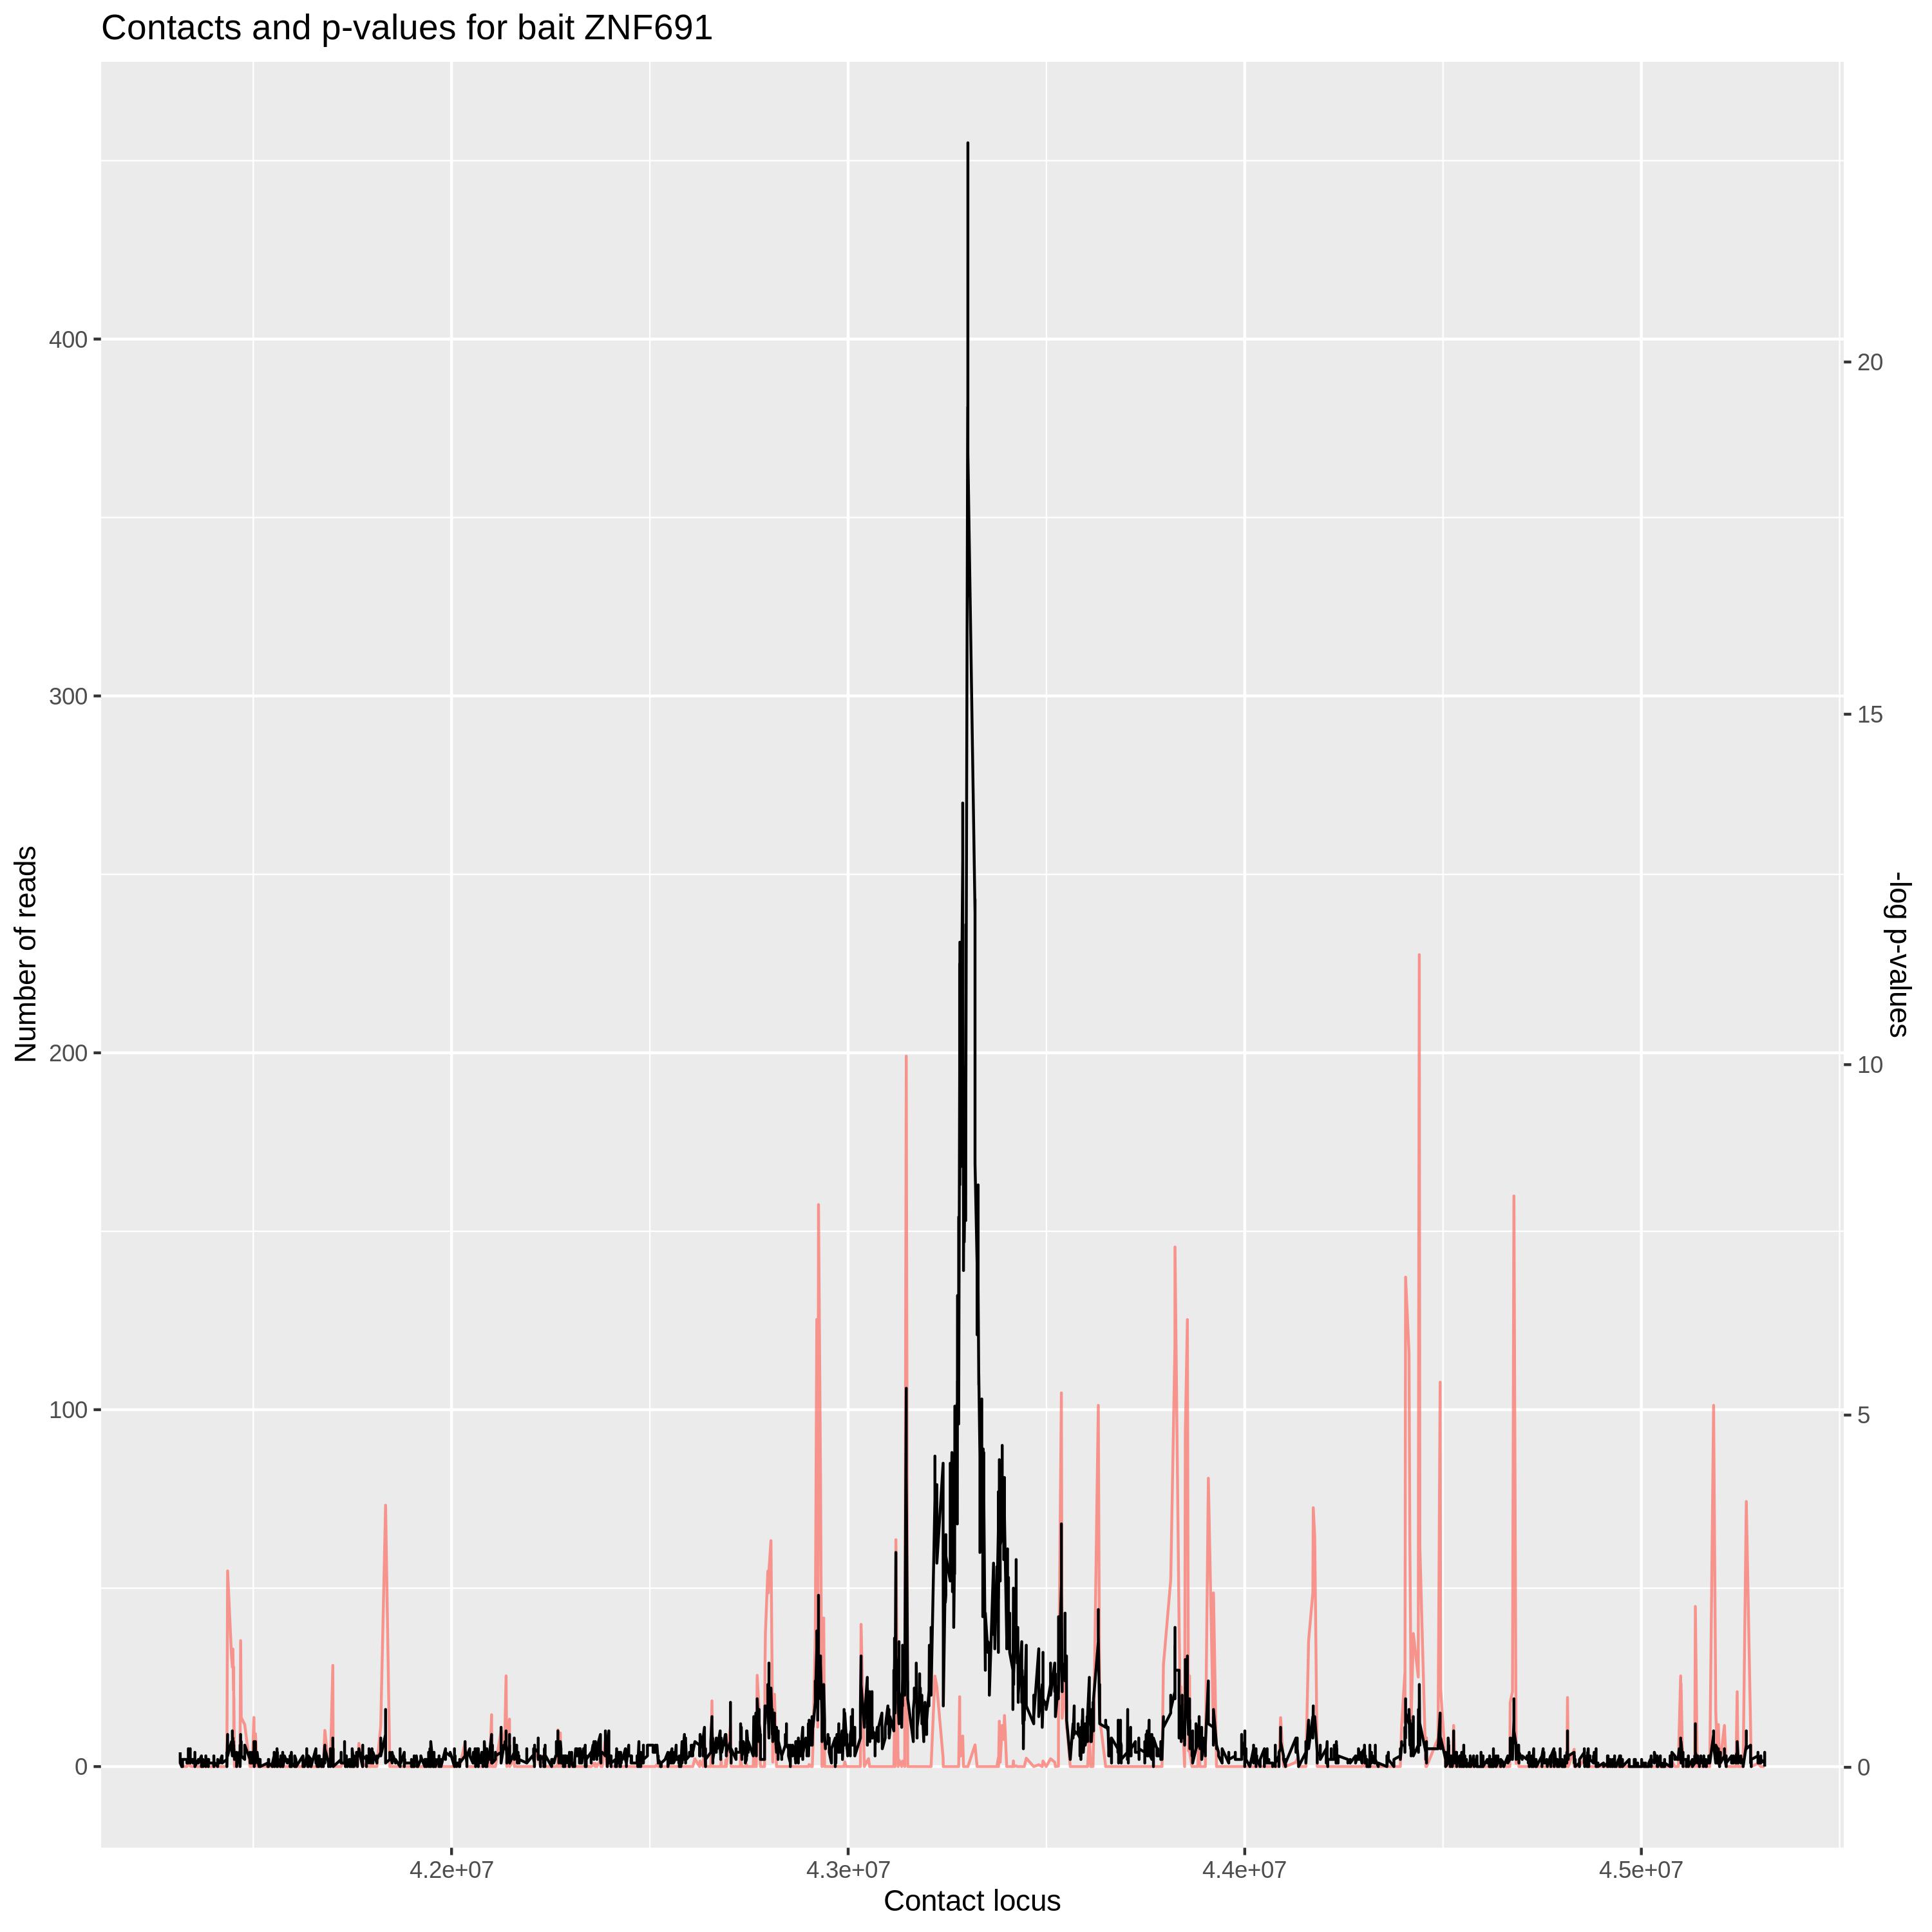 Contacts and p-values for bait ZNF691
Number of reads
400
300
200
100
0
20
15
10
5
0
-log p-values
4.2e+07 4.3e+07 4.4e+07 4.5e+07
Contact locus